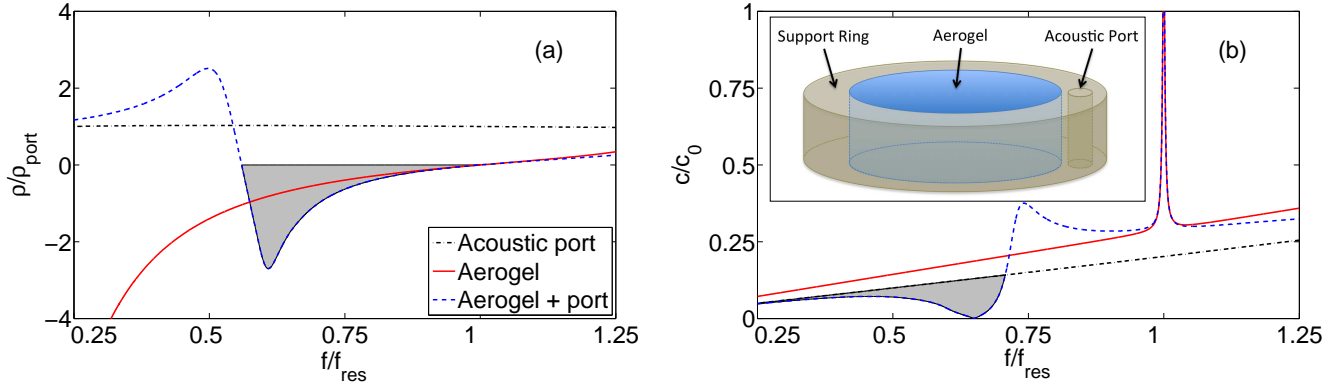 4
2
0
−2
−4
ρ/ρport
(a)
Acoustic port
Aerogel
Aerogel + port
0.25
0.5
0.75
1
1.25
f/fres
1
0.75
0.5
0.25
0
c/c0
(b)
Support Ring
Aerogel
Acoustic Port
0.25
0.5
0.75
1
1.25
f/fres